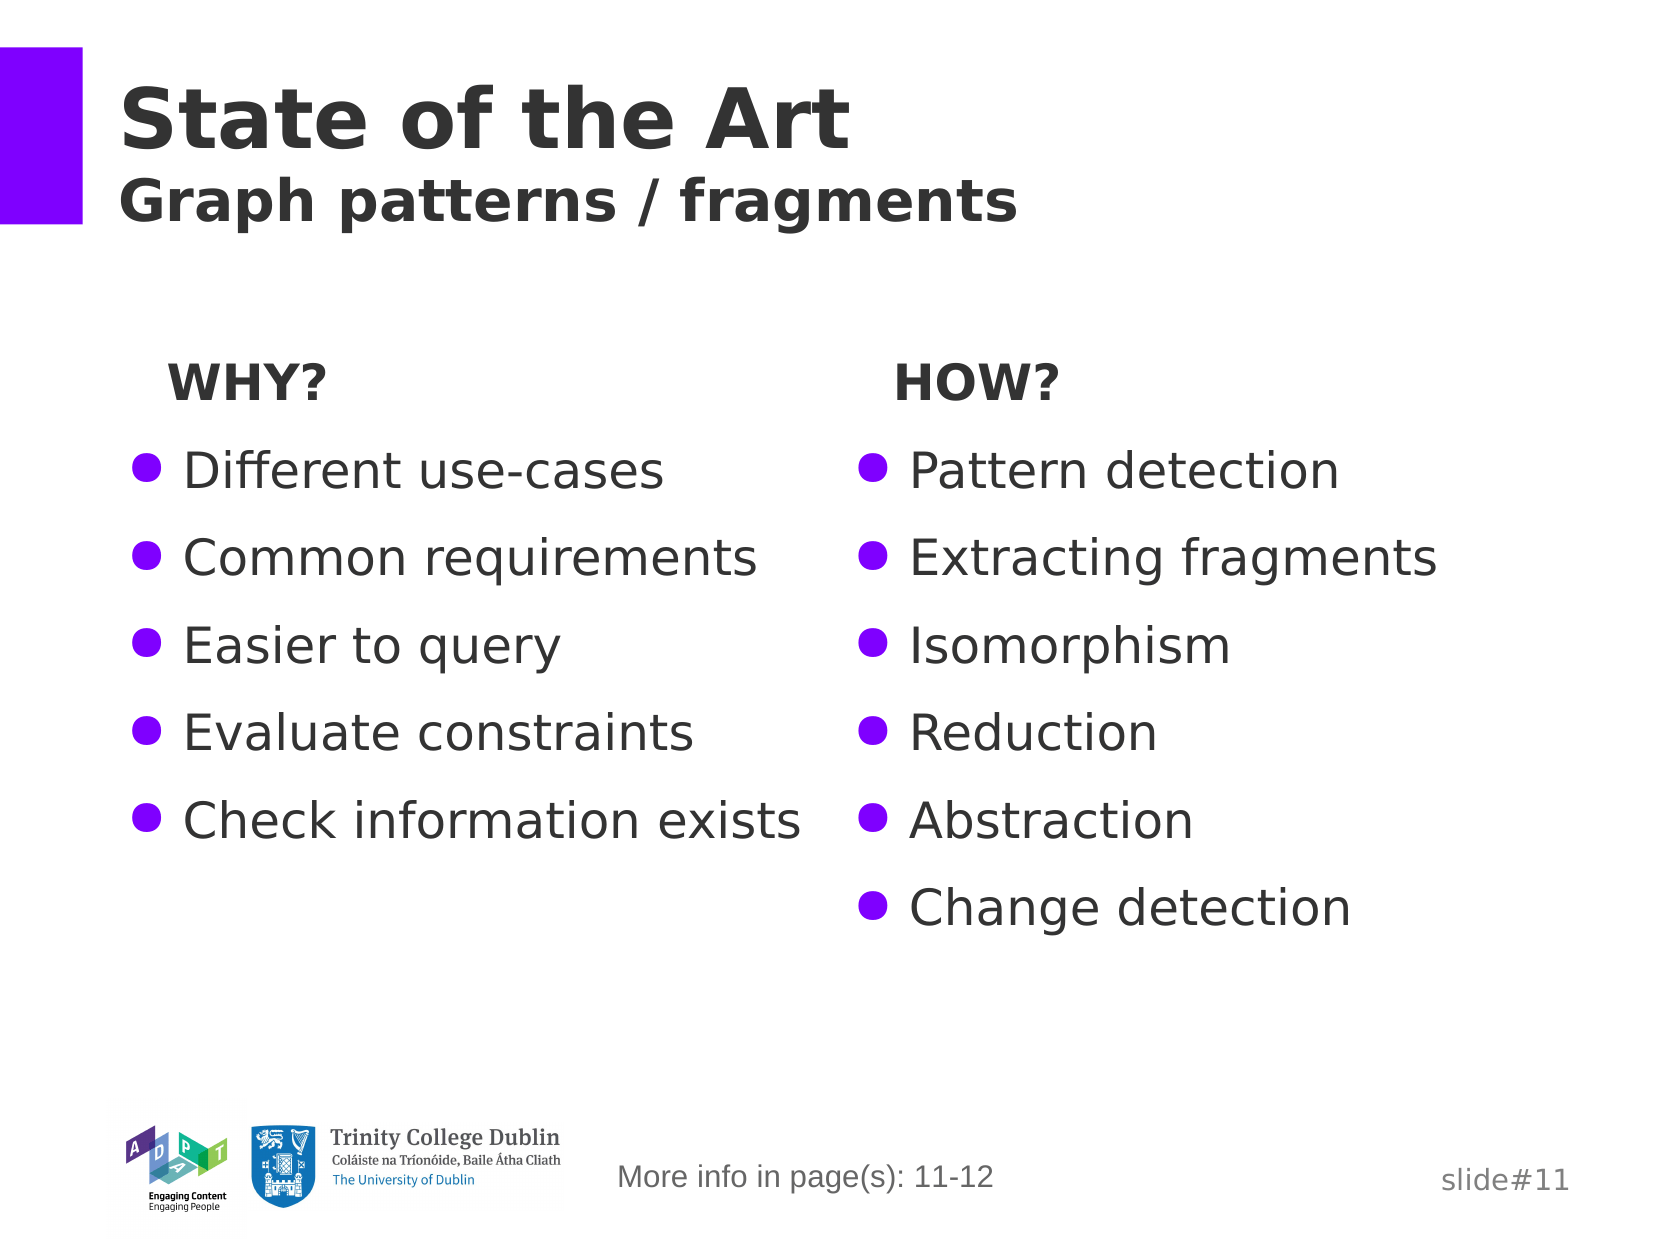 State of the Art
Graph patterns / fragments
WHY?
Different use-cases
Common requirements
Easier to query
Evaluate constraints
Check information exists
HOW?
Pattern detection
Extracting fragments
Isomorphism
Reduction
Abstraction
Change detection
ADAPT
Engaging Content
Engaging People
Trinity College Dublin
Coláiste na Tríonóide, Baile Átha Cliath
The University of Dublin
More info in page(s): 11-12
slide#11